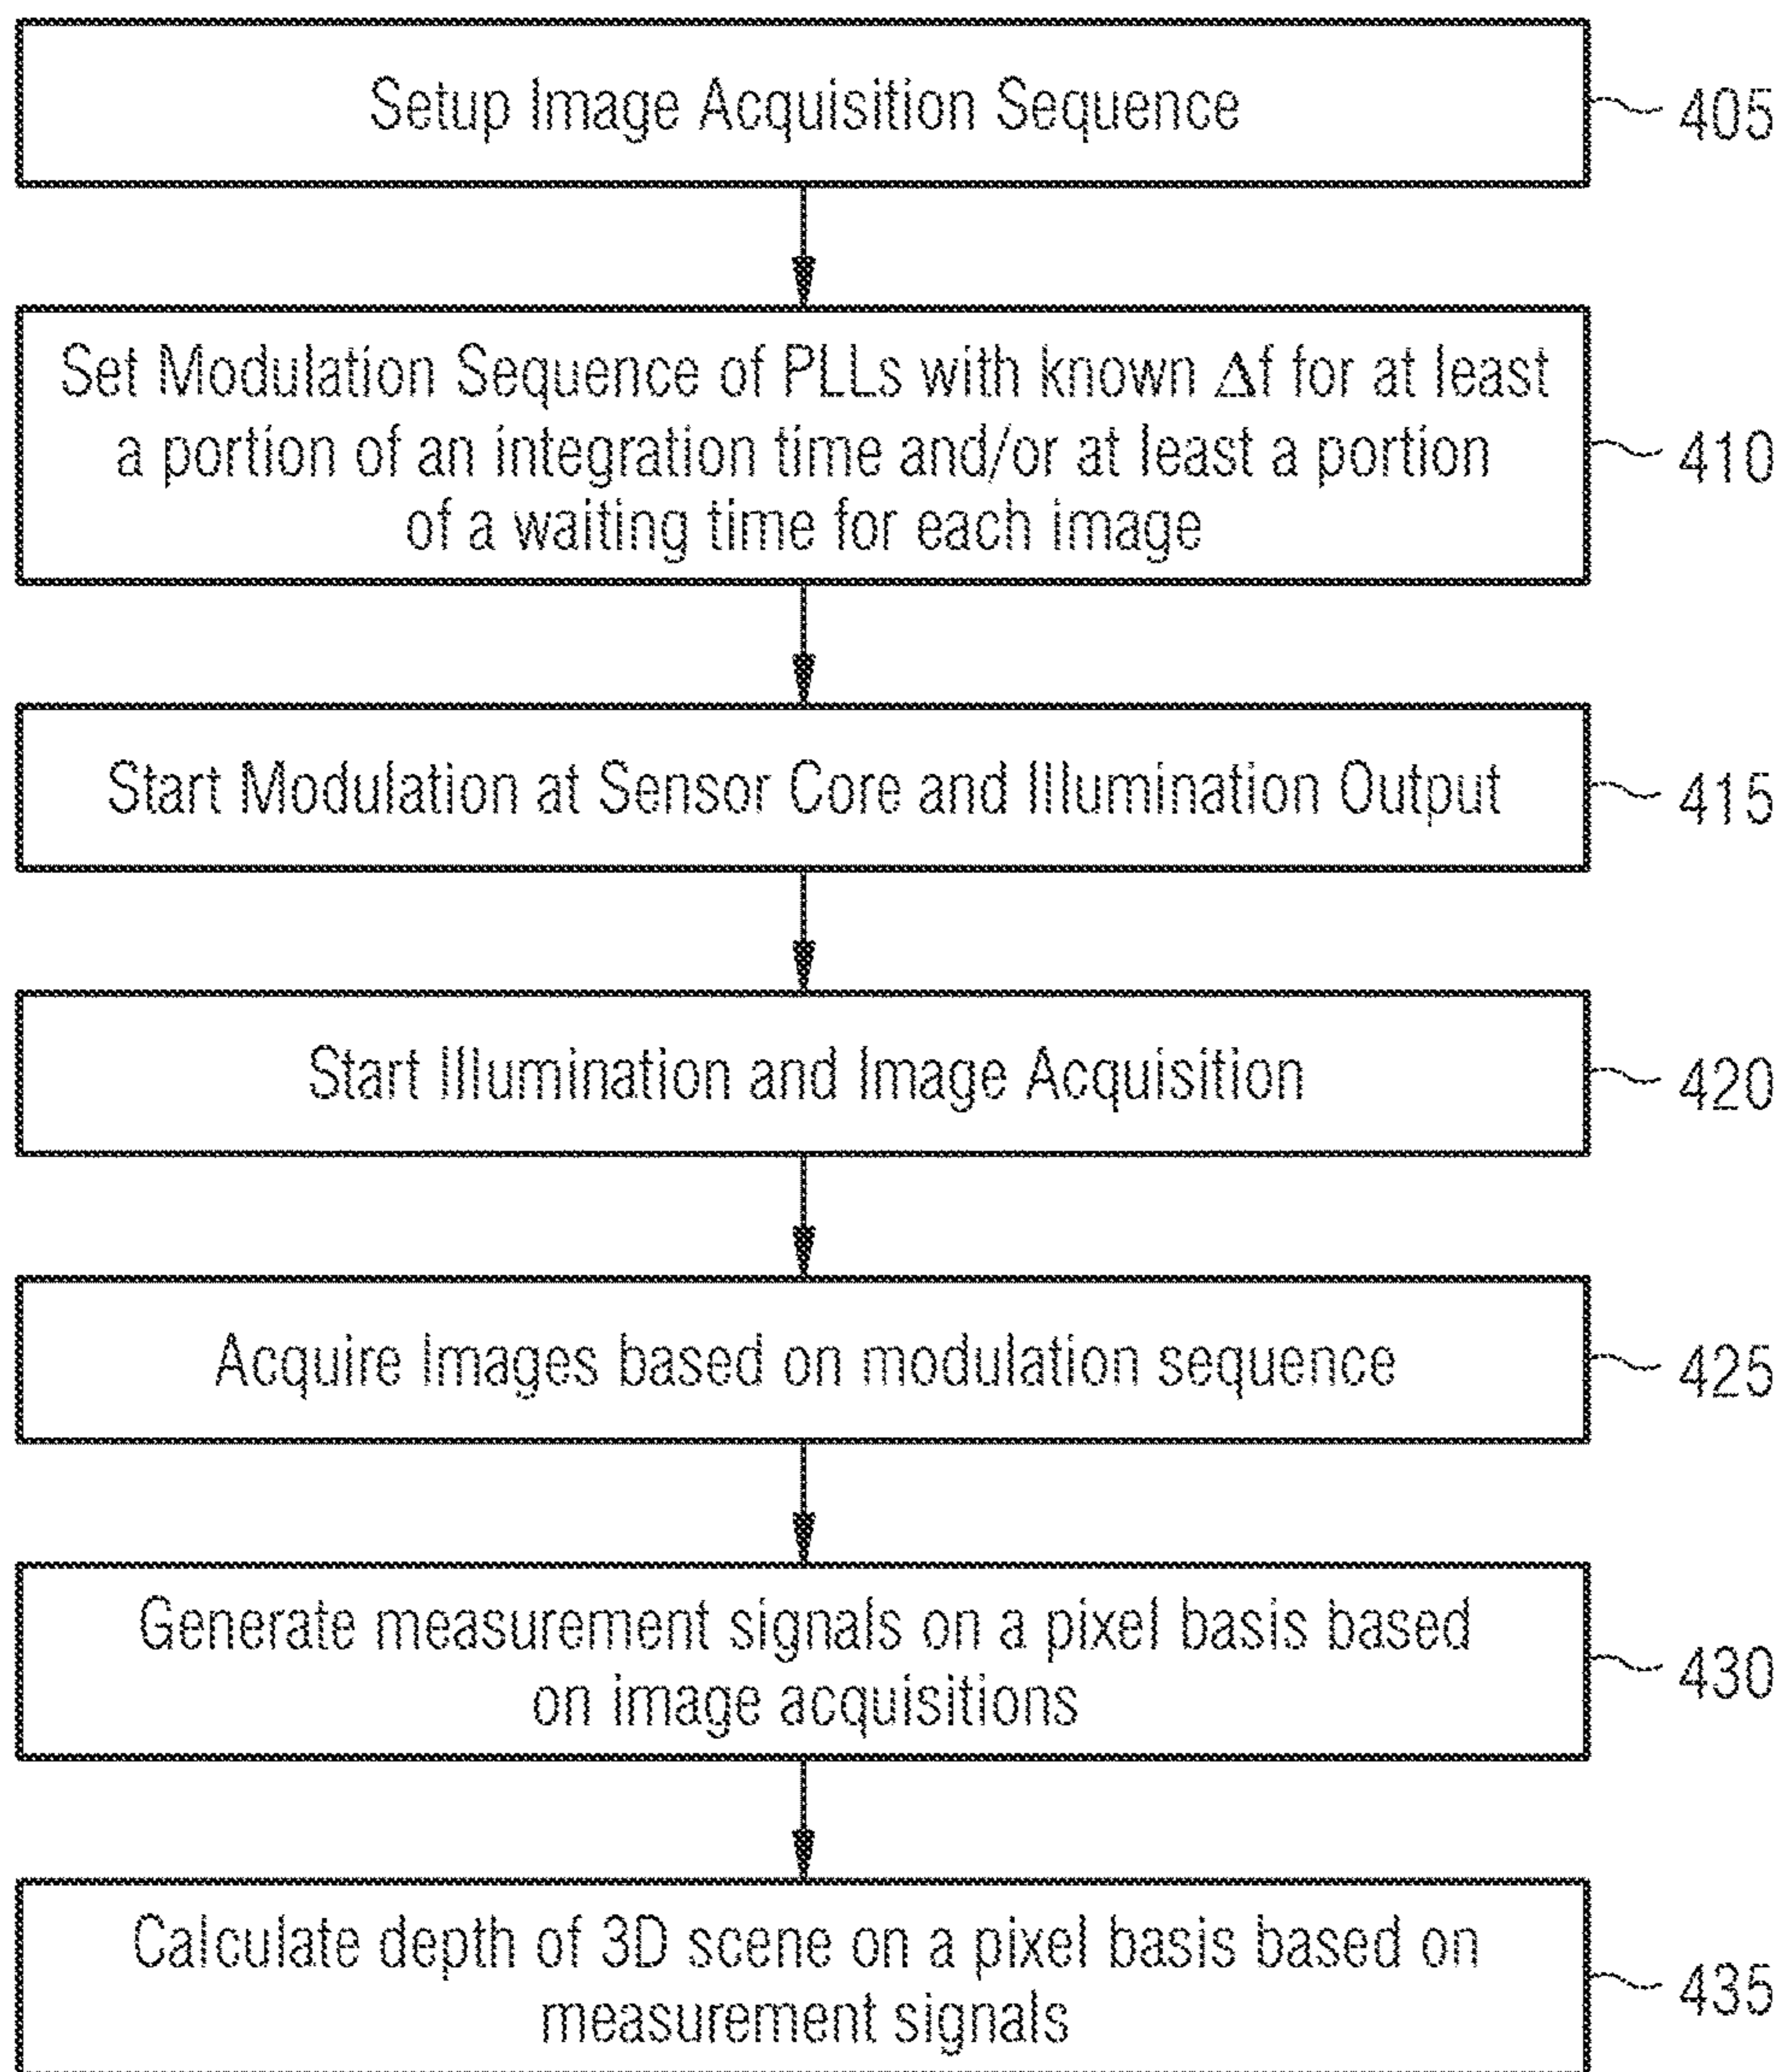 Setup Image Acquisition Sequence
405
Set Modulation Sequence of PLLs with known Δf for at least
a portion of an integration time and/or at least a portion
of a waiting time for each image
410
Start Modulation at Sensor Core and Illumination Output
415
Start Illumination and Image Acquisition
420
Acquire Images based on modulation sequence
425
Generate measurement signals on a pixel basis based
on image acquisitions
430
Calculate depth of 3D scene on a pixel basis based on
measurement signals
435